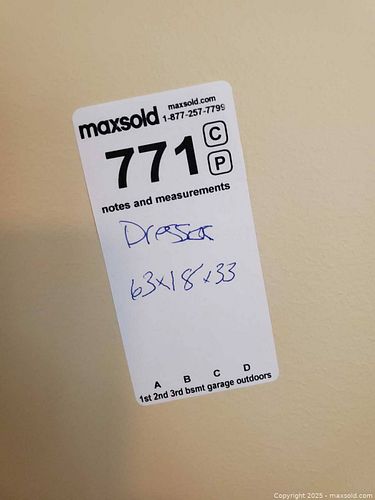 maxsold
maxsold.com
1-877-257-7799
771
C
P
notes and measurements
Dresser
63x18x33
A B C D
1st 2nd 3rd bsmt garage outdoors
Copyright 2025 - maxsold.com